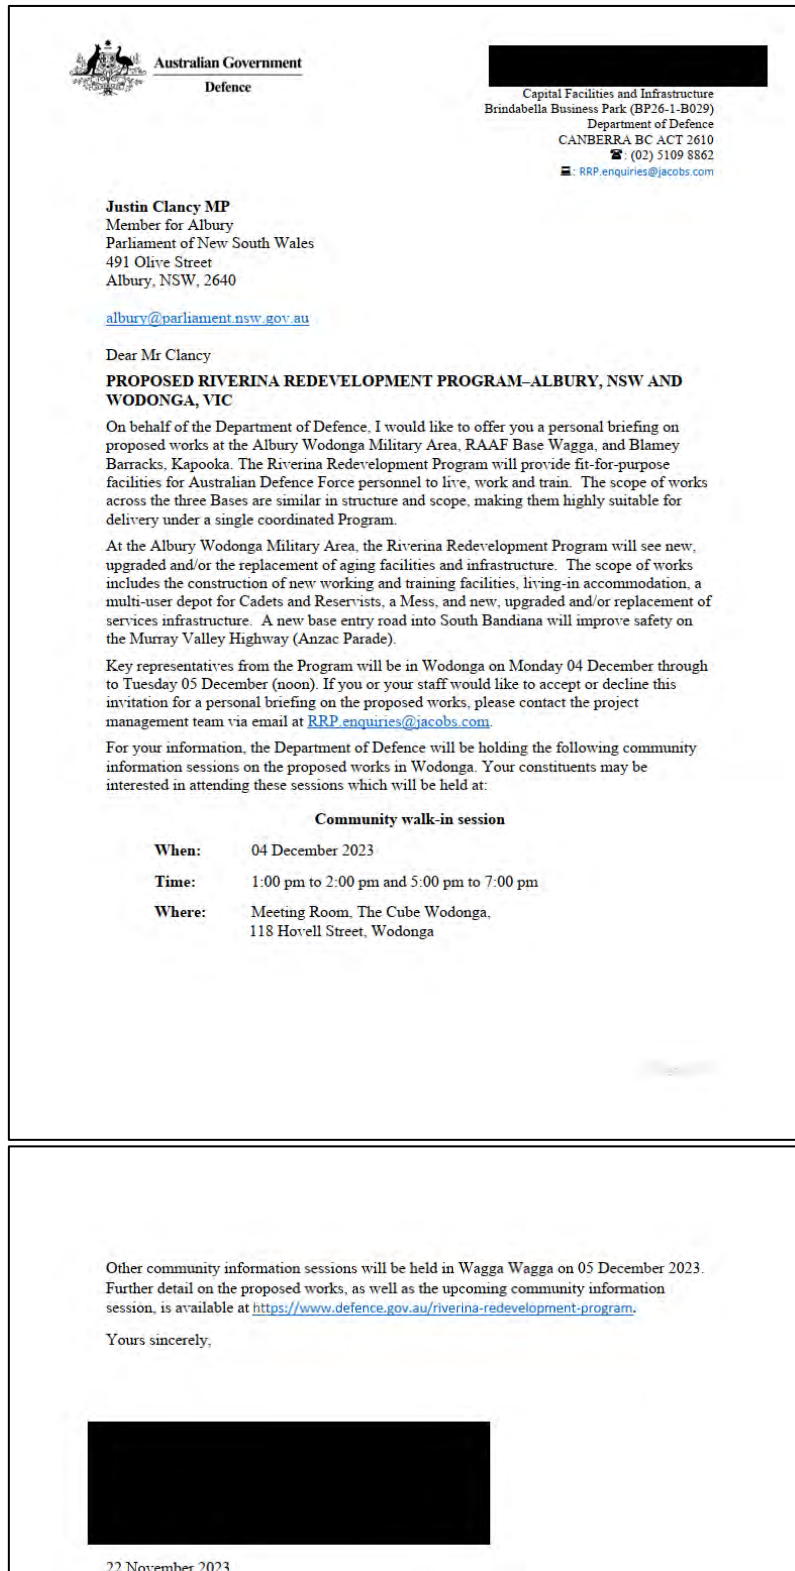 Australian Government
Defence
Capital Facilities and Infrastructure
Brindabella Business Park (BP26-1-B029)
Department of Defence
CANBERRA BC ACT 2610
☎: (02) 5109 8862
💻: RRP.enquiries@jacobs.com
Justin Clancy MP
Member for Albury
Parliament of New South Wales
491 Olive Street
Albury, NSW, 2640
albury@parliament.nsw.gov.au
Dear Mr Clancy
PROPOSED RIVERINA REDEVELOPMENT PROGRAM–ALBURY, NSW AND
WODONGA, VIC
On behalf of the Department of Defence, I would like to offer you a personal briefing on
proposed works at the Albury Wodonga Military Area, RAAF Base Wagga, and Blamey
Barracks, Kapooka. The Riverina Redevelopment Program will provide fit-for-purpose
facilities for Australian Defence Force personnel to live, work and train. The scope of works
across the three Bases are similar in structure and scope, making them highly suitable for
delivery under a single coordinated Program.
At the Albury Wodonga Military Area, the Riverina Redevelopment Program will see new,
upgraded and/or the replacement of aging facilities and infrastructure. The scope of works
includes the construction of new working and training facilities, living-in accommodation, a
multi-user depot for Cadets and Reservists, a Mess, and new, upgraded and/or replacement of
services infrastructure. A new base entry road into South Bandiana will improve safety on
the Murray Valley Highway (Anzac Parade).
Key representatives from the Program will be in Wodonga on Monday 04 December through
to Tuesday 05 December (noon). If you or your staff would like to accept or decline this
invitation for a personal briefing on the proposed works, please contact the project
management team via email at RRP.enquiries@jacobs.com.
For your information, the Department of Defence will be holding the following community
information sessions on the proposed works in Wodonga. Your constituents may be
interested in attending these sessions which will be held at:
Community walk-in session
When: 04 December 2023
Time: 1:00 pm to 2:00 pm and 5:00 pm to 7:00 pm
Where: Meeting Room, The Cube Wodonga,
118 Hovell Street, Wodonga
Other community information sessions will be held in Wagga Wagga on 05 December 2023.
Further detail on the proposed works, as well as the upcoming community information
session, is available at https://www.defence.gov.au/riverina-redevelopment-program.
Yours sincerely,
22 November 2023